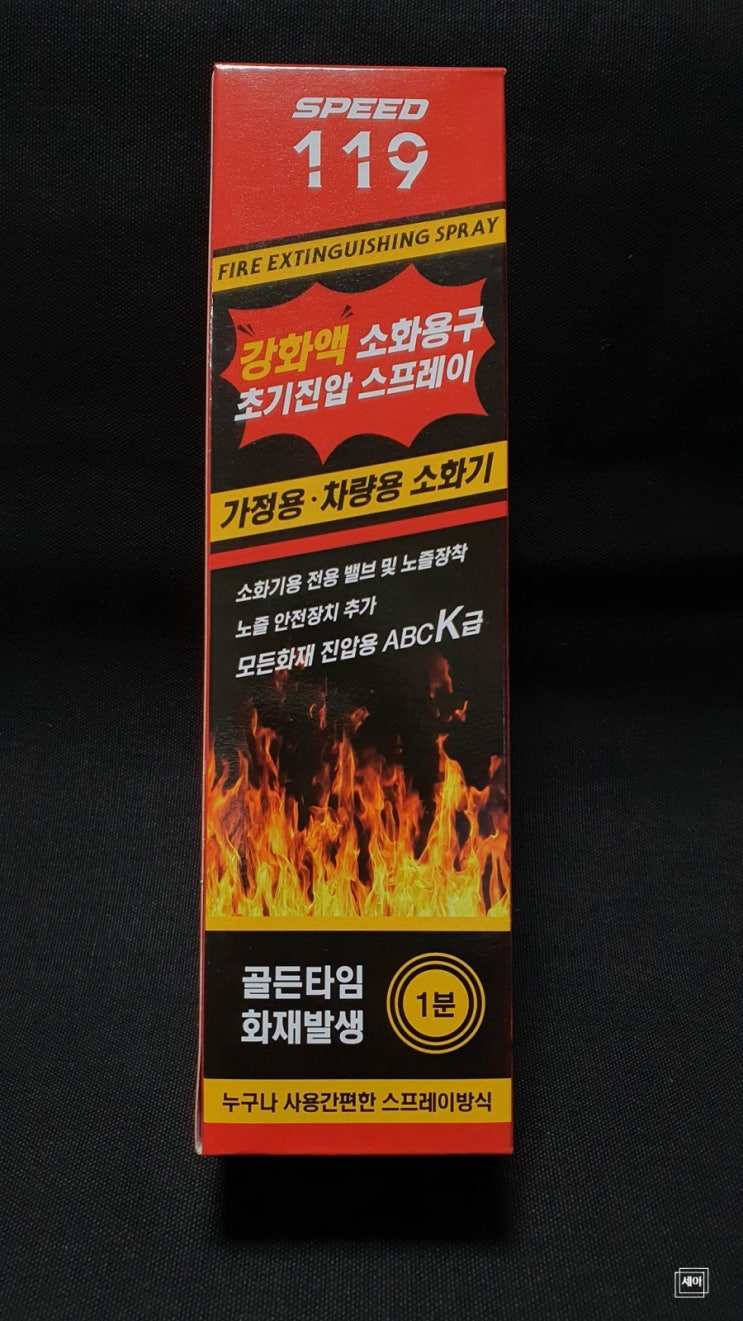 SPEED
119
FIRE EXTINGUISHING SPRAY
강화액 소화용구
초기진압 스프레이
가정용·차량용 소화기
소화기용 전용 밸브 및 노즐장착
노즐 안전장치 추가
모든화재 진압용 ABCK급
골든타임
화재발생
1분
누구나 사용간편한 스프레이방식
세아